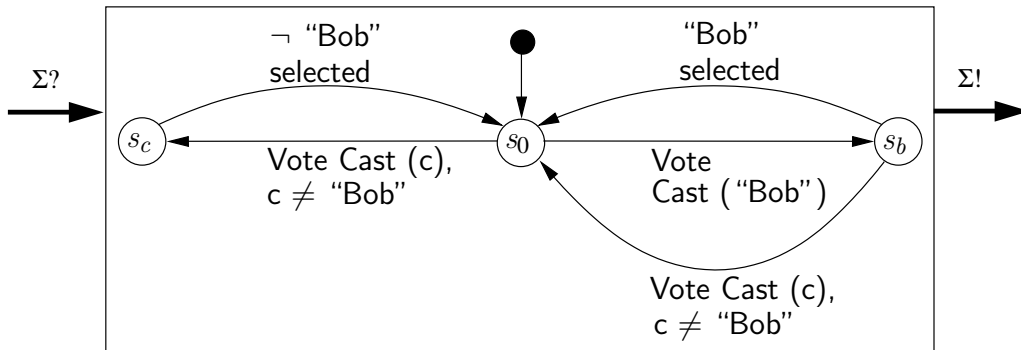 ¬ “Bob”
selected
“Bob”
selected
Σ?
Σ!
s_c
s_0
s_b
Vote Cast (c),
c ≠ “Bob”
Vote
Cast (“Bob”)
Vote Cast (c),
c ≠ “Bob”